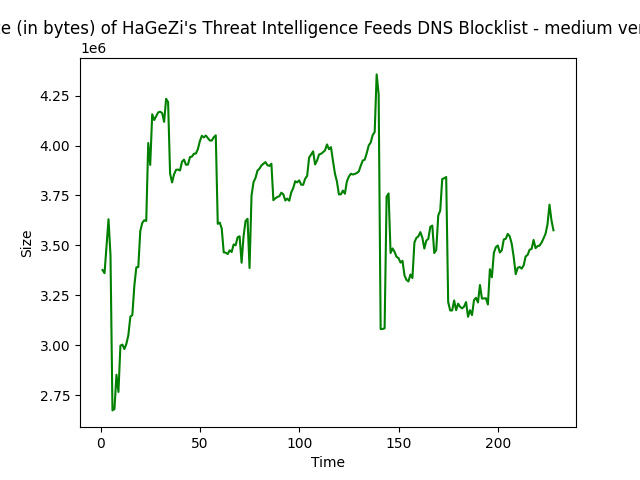 (in bytes) of HaGeZi's Threat Intelligence Feeds DNS Blocklist - medium
1e6
4.25
4.00
3.75
3.50
3.25
3.00
2.75
Size
0 50 100 150 200
Time